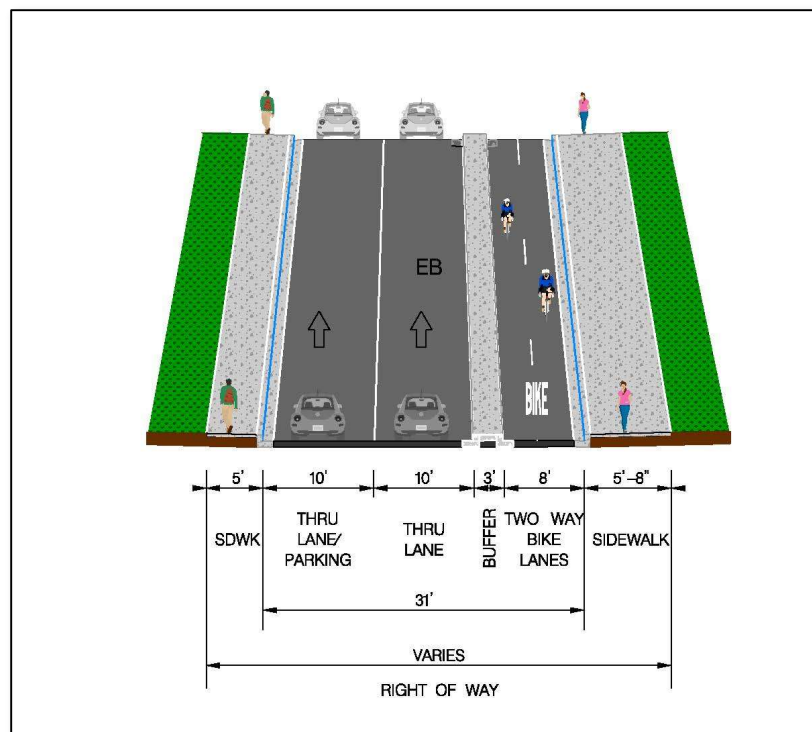 EB
BIKE
5'
10'
10'
3'
8'
5'-8"
SDWK
THRU
LANE/
PARKING
THRU
LANE
BUFFER
TWO WAY
BIKE
LANES
SIDEWALK
31'
VARIES
RIGHT OF WAY